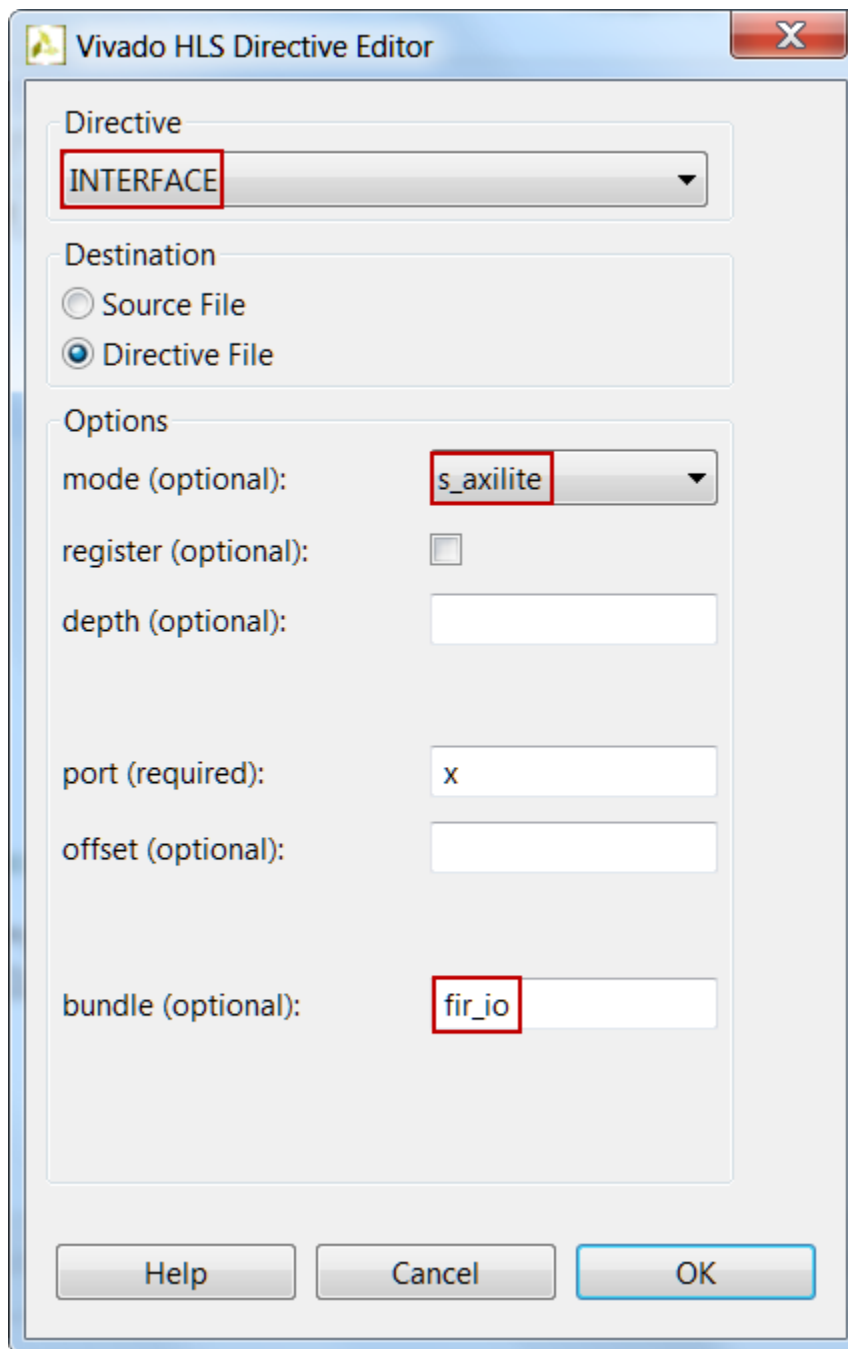 Vivado HLS Directive Editor
Directive
INTERFACE
Destination
Source File
Directive File
Options
mode (optional): s_axilite
register (optional):
depth (optional):
port (required): x
offset (optional):
bundle (optional): fir_io
Help Cancel OK